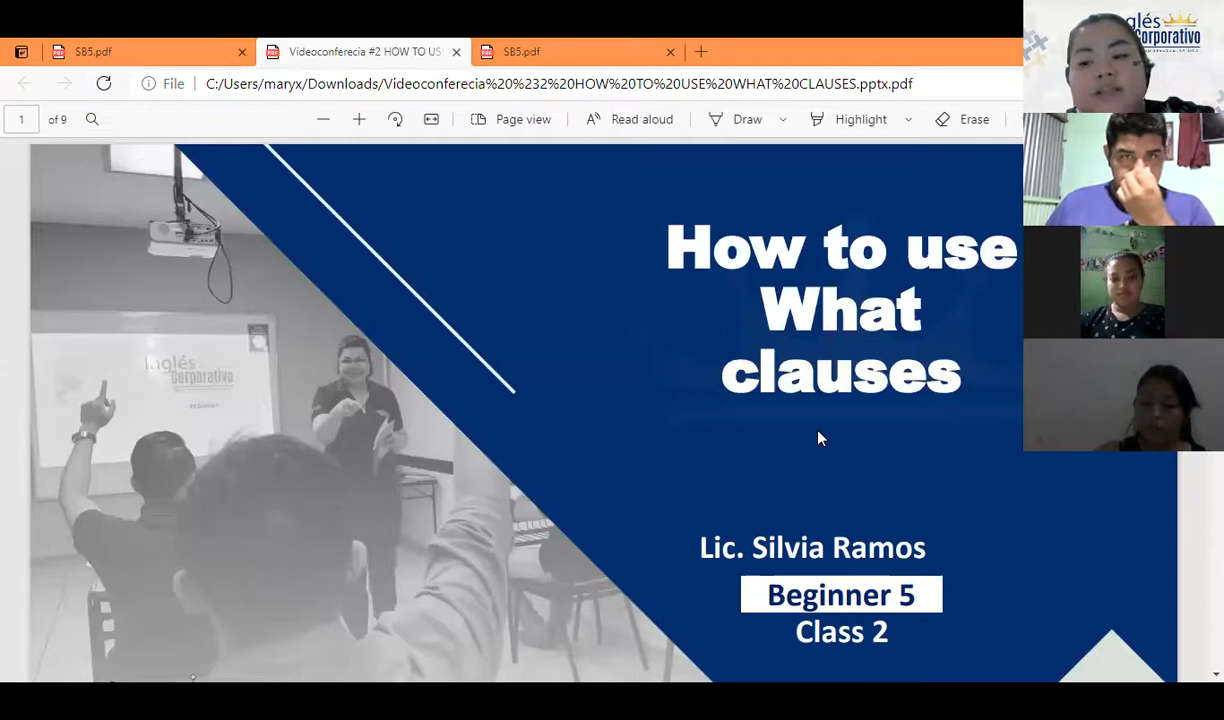 SB5.pdf
Videoconferecia #2 HOW TO US
SB5.pdf
File
C:/Users/maryx/Downloads/Videoconferecia%20%232%20HOW%20TO%20USE%20WHAT%20CLAUSES.pptx.pdf
1 of 9
Page view
Read aloud
Draw
Highlight
Erase
How to use
What
clauses
Lic. Silvia Ramos
Beginner 5
Class 2
Inglés
Corporativo
glés
Corporativo